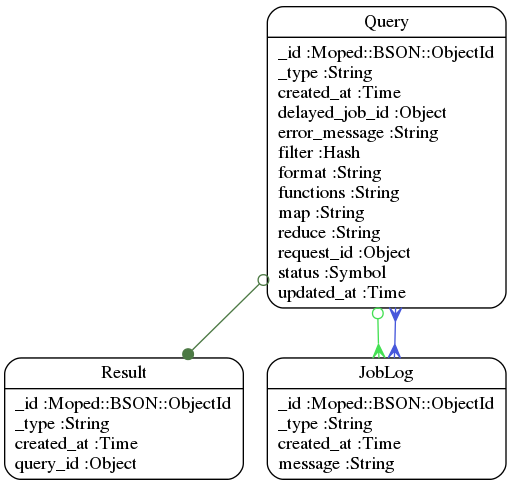 Query
_id :Moped::BSON::ObjectId
_type :String
created_at :Time
delayed_job_id :Object
error_message :String
filter :Hash
format :String
functions :String
map :String
reduce :String
request_id :Object
status :Symbol
updated_at :Time
Result
_id :Moped::BSON::ObjectId
_type :String
created_at :Time
query_id :Object
JobLog
_id :Moped::BSON::ObjectId
_type :String
created_at :Time
message :String